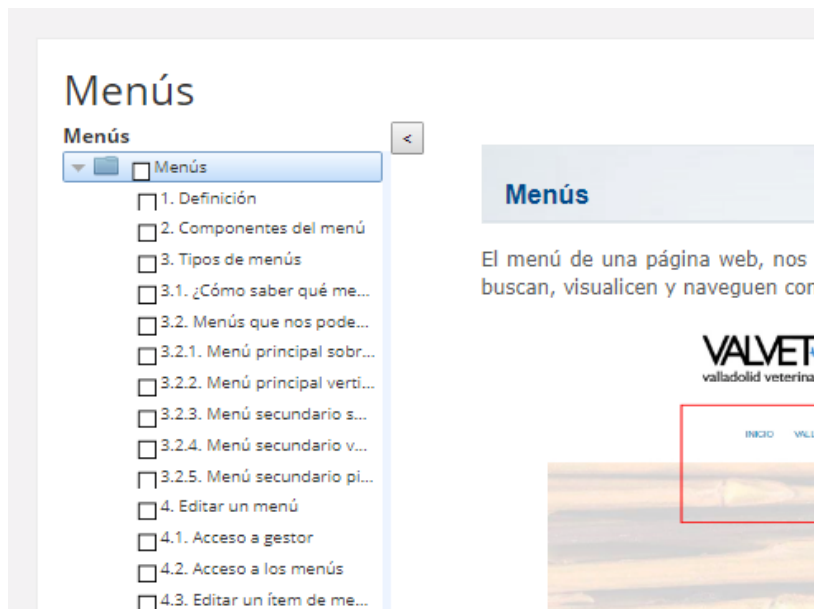 Menús
Menús
<
Menús
1. Definición
2. Componentes del menú
3. Tipos de menús
3.1. ¿Cómo saber qué me...
3.2. Menús que nos pode...
3.2.1. Menú principal sobr...
3.2.2. Menú principal verti...
3.2.3. Menú secundario s...
3.2.4. Menú secundario v...
3.2.5. Menú secundario pi...
4. Editar un menú
4.1. Acceso a gestor
4.2. Acceso a los menús
4.3. Editar un ítem de me...
Menús
El menú de una página web, nos
buscan, visualicen y naveguen con
VALVET
valladolid veterina
INICIO VALL